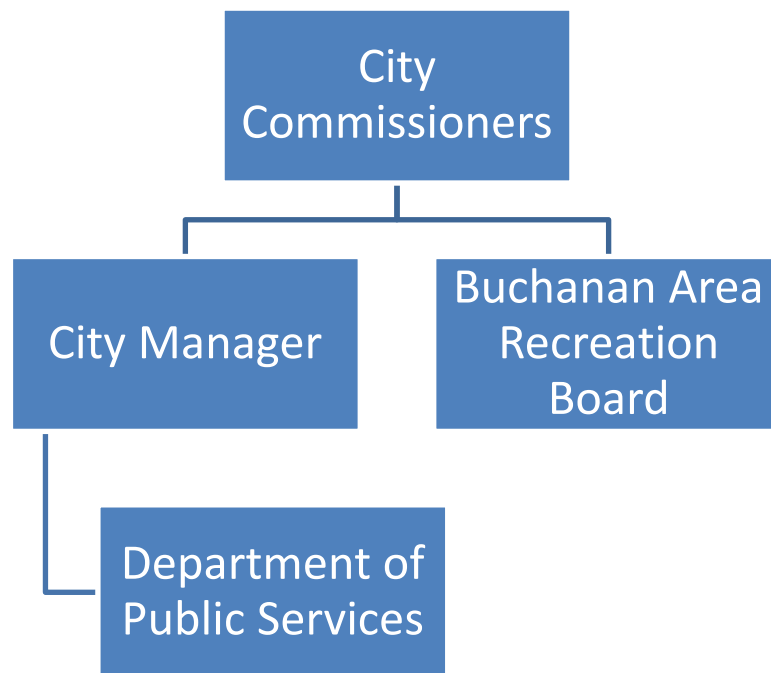 City
Commissioners
City Manager
Buchanan Area
Recreation
Board
Department of
Public Services